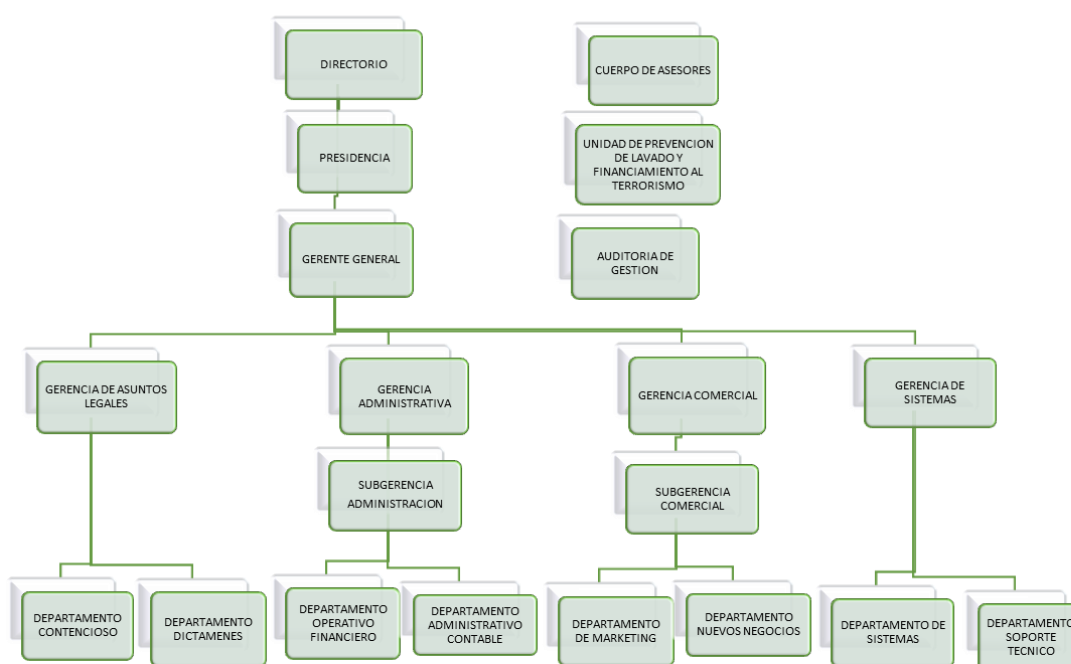 DIRECTORIO
CUERPO DE ASESORES
PRESIDENCIA
UNIDAD DE PREVENCION
DE LAVADO Y
FINANCIAMIENTO AL
TERRORISMO
GERENTE GENERAL
AUDITORIA DE
GESTION
GERENCIA DE ASUNTOS
LEGALES
GERENCIA
ADMINISTRATIVA
GERENCIA COMERCIAL
GERENCIA DE
SISTEMAS
SUBGERENCIA
ADMINISTRACION
SUBGERENCIA
COMERCIAL
DEPARTAMENTO
CONTENCIOSO
DEPARTAMENTO
DICTAMENES
DEPARTAMENTO
OPERATIVO
FINANCIERO
DEPARTAMENTO
ADMINISTRATIVO
CONTABLE
DEPARTAMENTO
DE MARKETING
DEPARTAMENTO
NUEVOS NEGOCIOS
DEPARTAMENTO DE
SISTEMAS
DEPARTAMENTO
SOPORTE
TECNICO